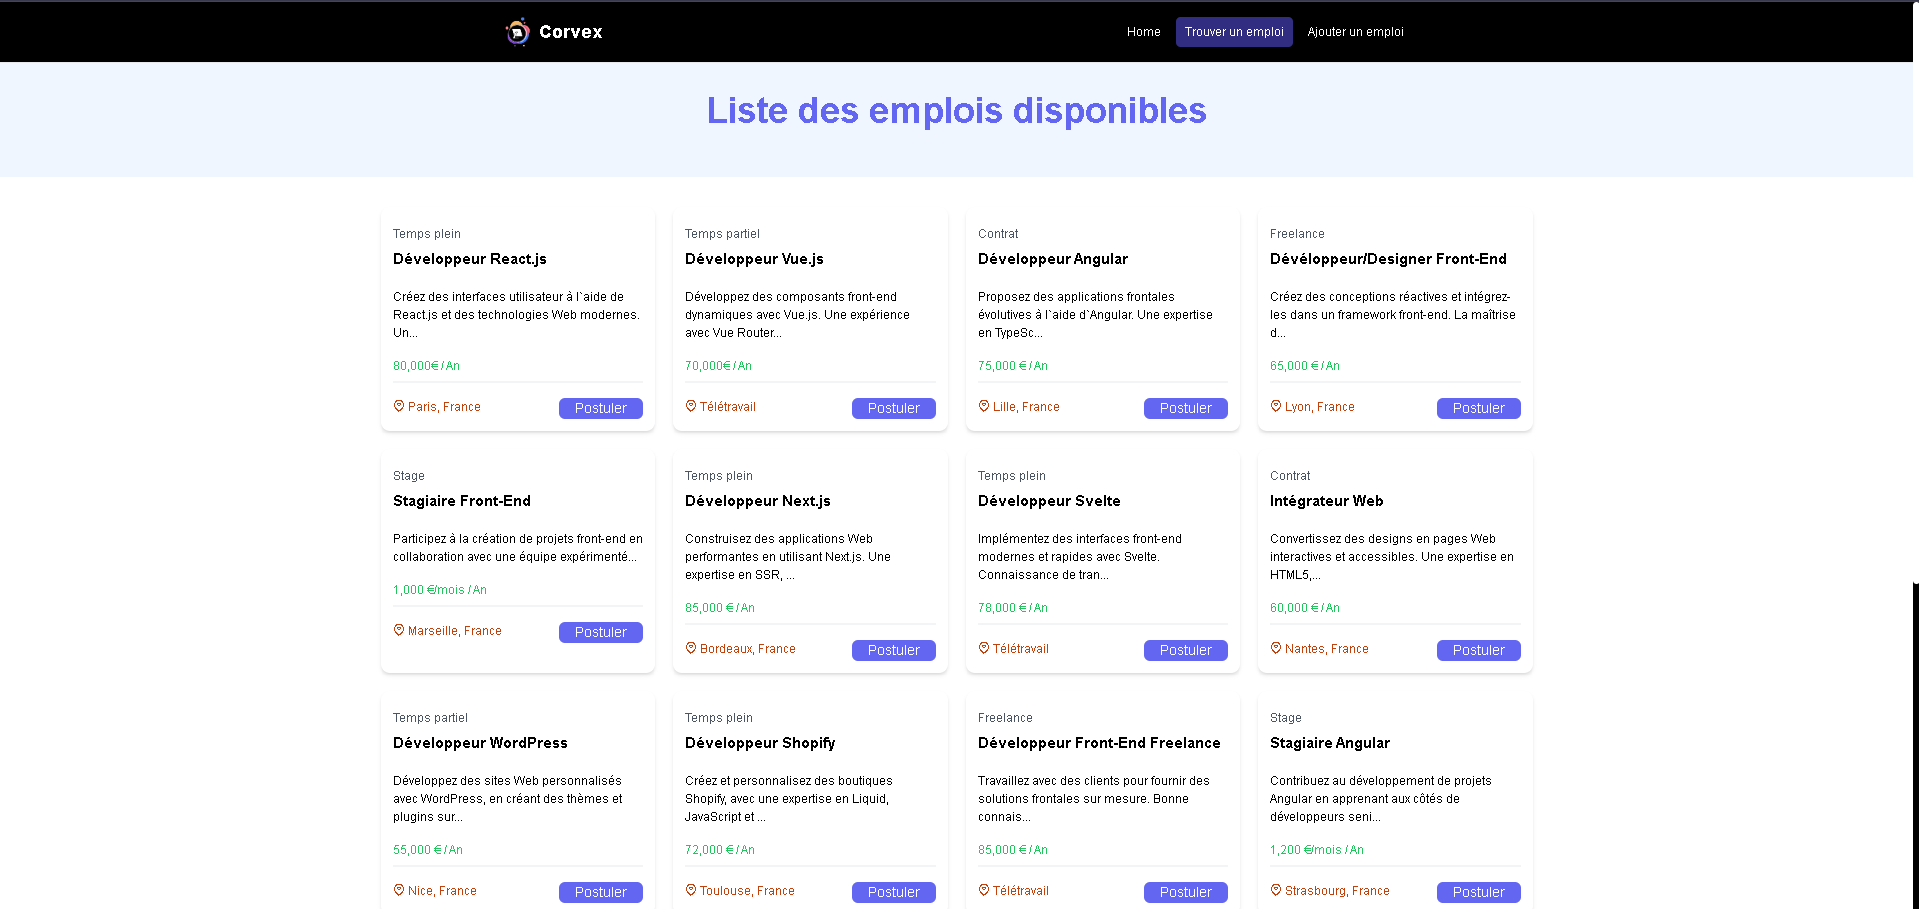 Corvex
Home
Trouver un emploi
Ajouter un emploi
Liste des emplois disponibles
Temps plein
Développeur React.js
Créez des interfaces utilisateur à l`aide de
React.js et des technologies Web modernes.
Un...
80,000€ / An
Paris, France
Postuler
Temps partiel
Développeur Vue.js
Développez des composants front-end
dynamiques avec Vue.js. Une expérience
avec Vue Router...
70,000€ / An
Télétravail
Postuler
Contrat
Développeur Angular
Proposez des applications frontales
évolutives à l`aide d`Angular. Une expertise
en TypeSc...
75,000 € / An
Lille, France
Postuler
Freelance
Dévéloppeur/Designer Front-End
Créez des conceptions réactives et intégrez-
les dans un framework front-end. La maîtrise
d...
65,000 € / An
Lyon, France
Postuler
Stage
Stagiaire Front-End
Participez à la création de projets front-end en
collaboration avec une équipe expérimenté...
1,000 €/mois / An
Marseille, France
Postuler
Temps plein
Développeur Next.js
Construisez des applications Web
performantes en utilisant Next.js. Une
expertise en SSR, ...
85,000 € / An
Bordeaux, France
Postuler
Temps plein
Développeur Svelte
Implémentez des interfaces front-end
modernes et rapides avec Svelte.
Connaissance de tran...
78,000 € / An
Télétravail
Postuler
Contrat
Intégrateur Web
Convertissez des designs en pages Web
interactives et accessibles. Une expertise en
HTML5,...
60,000 € / An
Nantes, France
Postuler
Temps partiel
Développeur WordPress
Développez des sites Web personnalisés
avec WordPress, en créant des thèmes et
plugins sur...
55,000 € / An
Nice, France
Postuler
Temps plein
Développeur Shopify
Créez et personnalisez des boutiques
Shopify, avec une expertise en Liquid,
JavaScript et ...
72,000 € / An
Toulouse, France
Postuler
Freelance
Développeur Front-End Freelance
Travaillez avec des clients pour fournir des
solutions frontales sur mesure. Bonne
connais...
85,000 € / An
Télétravail
Postuler
Stage
Stagiaire Angular
Contribuez au développement de projets
Angular en apprenant aux côtés de
développeurs seni...
1,200 €/mois / An
Strasbourg, France
Postuler